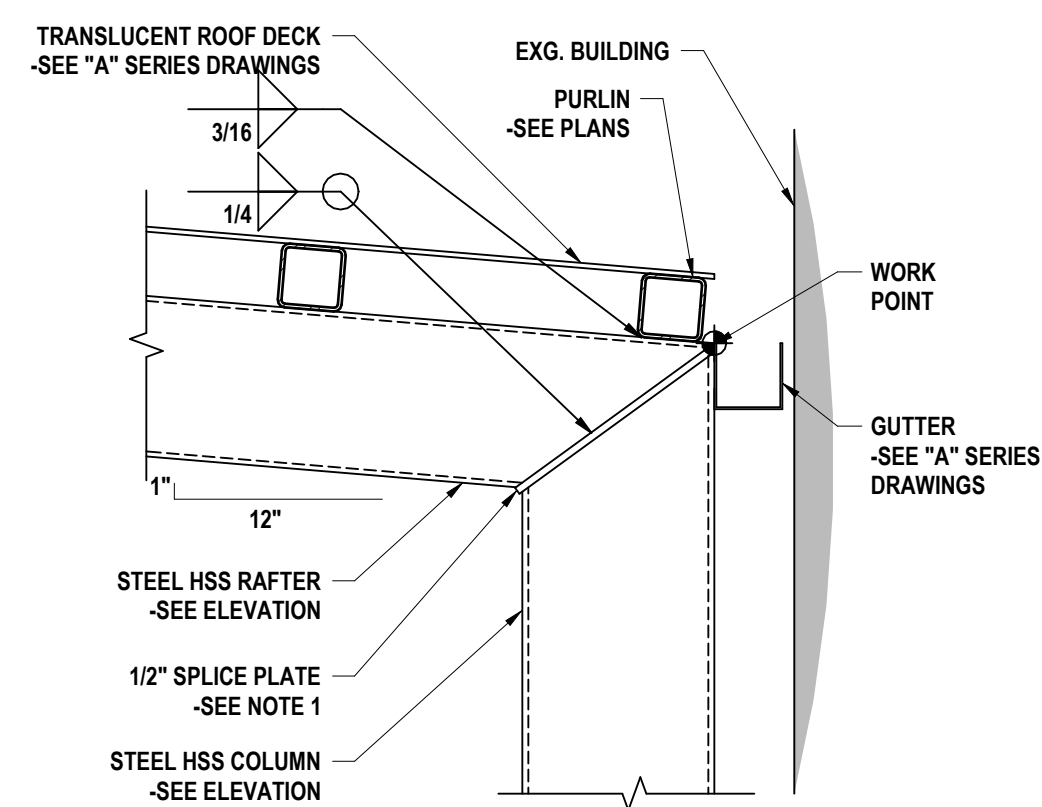 TRANSLUCENT ROOF DECK
-SEE "A" SERIES DRAWINGS
EXG. BUILDING
PURLIN
-SEE PLANS
3/16
1/4
WORK
POINT
GUTTER
-SEE "A" SERIES
DRAWINGS
1"
12"
STEEL HSS RAFTER
-SEE ELEVATION
1/2" SPLICE PLATE
-SEE NOTE 1
STEEL HSS COLUMN
-SEE ELEVATION